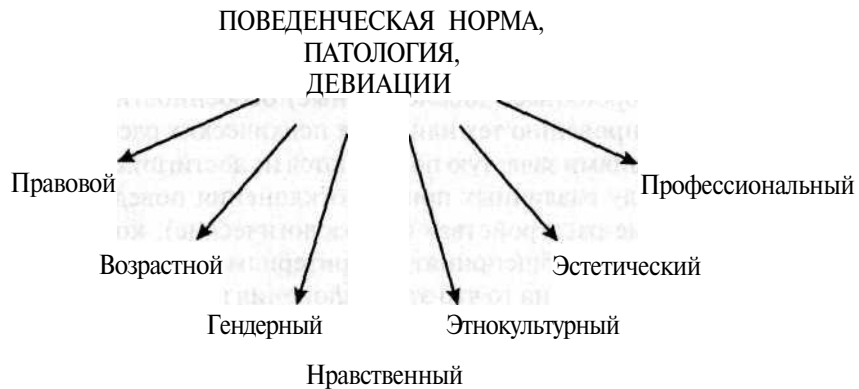 ПОВЕДЕНЧЕСКАЯ НОРМА,
ПАТОЛОГИЯ,
ДЕВИАЦИИ
Правовой
Профессиональный
Возрастной
Эстетический
Гендерный
Этнокультурный
Нравственный